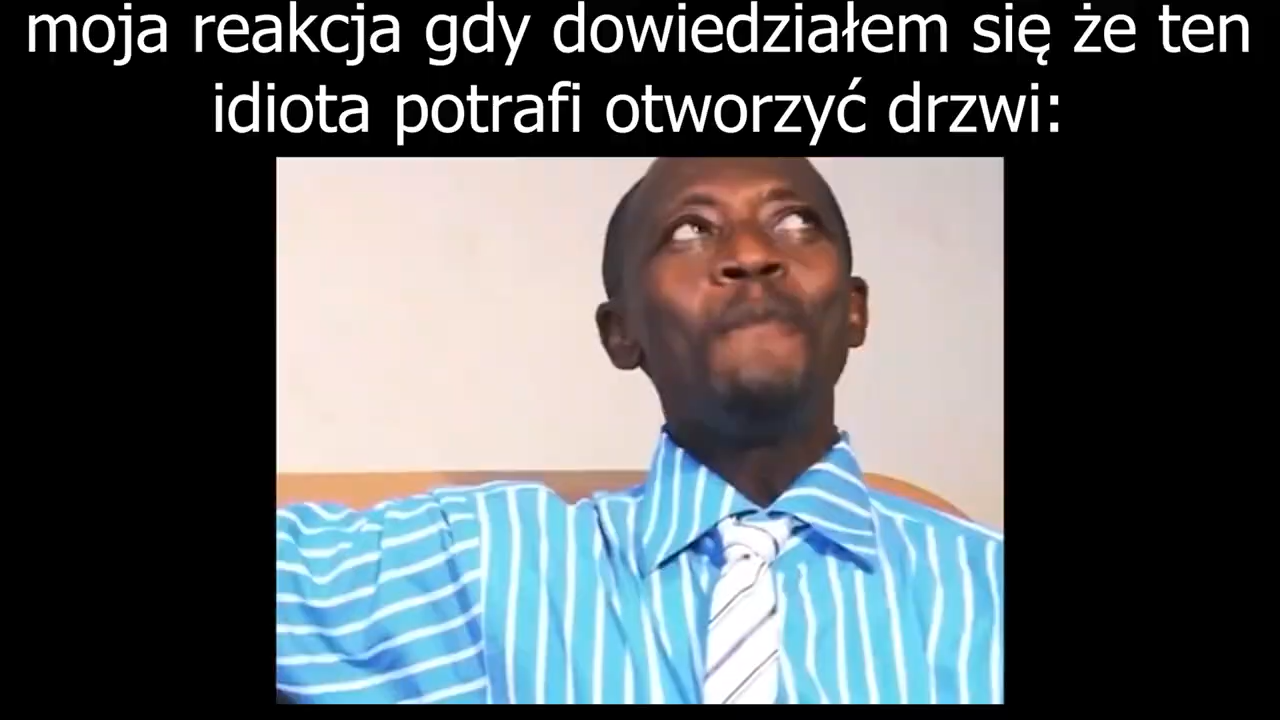 moja reakcja gdy dowiedziałem się że ten
idiota potrafi otworzyć drzwi: